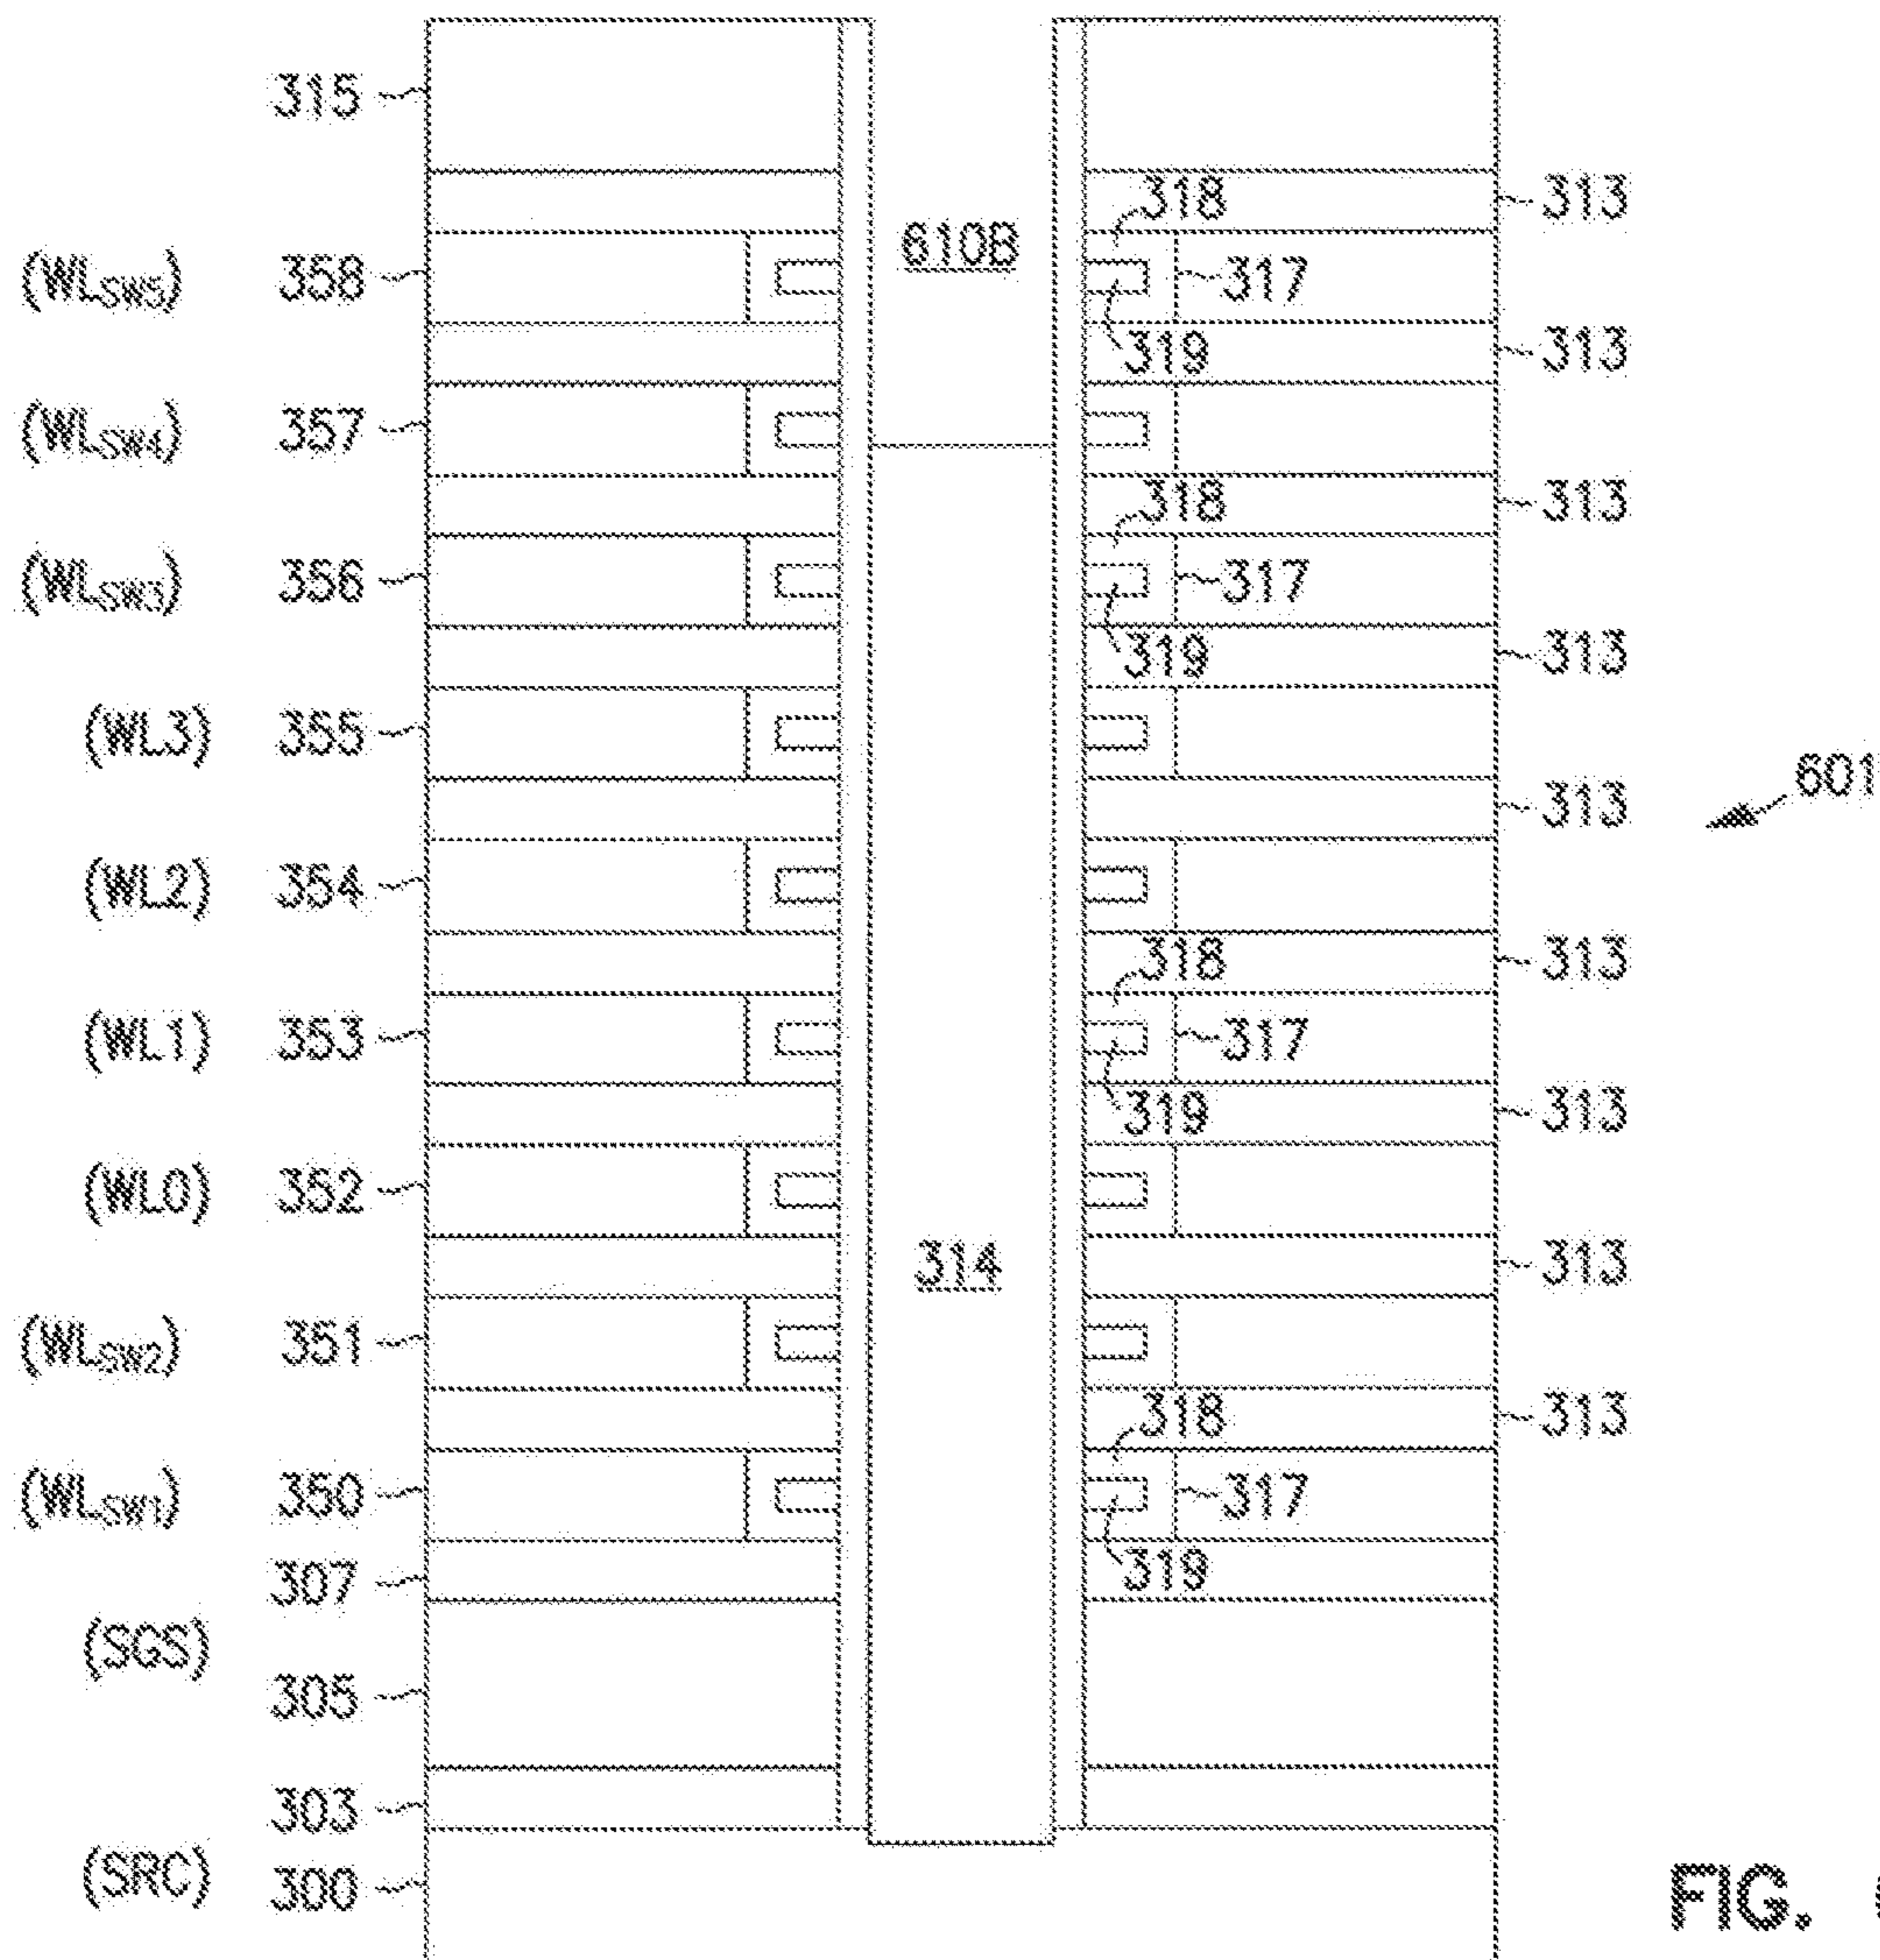 315
318 313
610B
(WLSW5) 358 317
319 313
(WLSW4) 357
318 313
(WLSW3) 356 317
319 313
(WL3) 355
601
313
(WL2) 354
318 313
(WL1) 353 317
319 313
(WL0) 352
314 313
(WLSW2) 351
318 313
(WLSW1) 350 317
307 319
(SGS)
305
303
(SRC) 300
FIG.